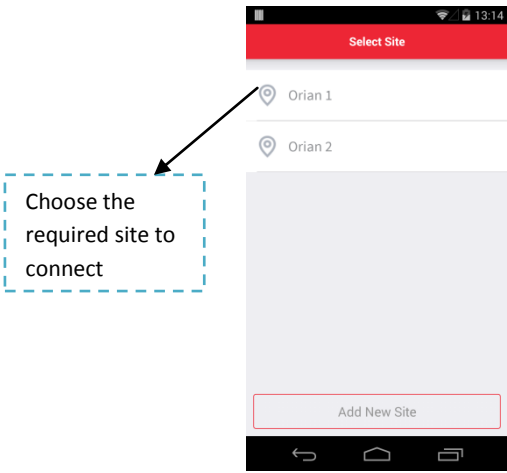 13:14
Select Site
Orian 1
Orian 2
Choose the
required site to
connect
Add New Site